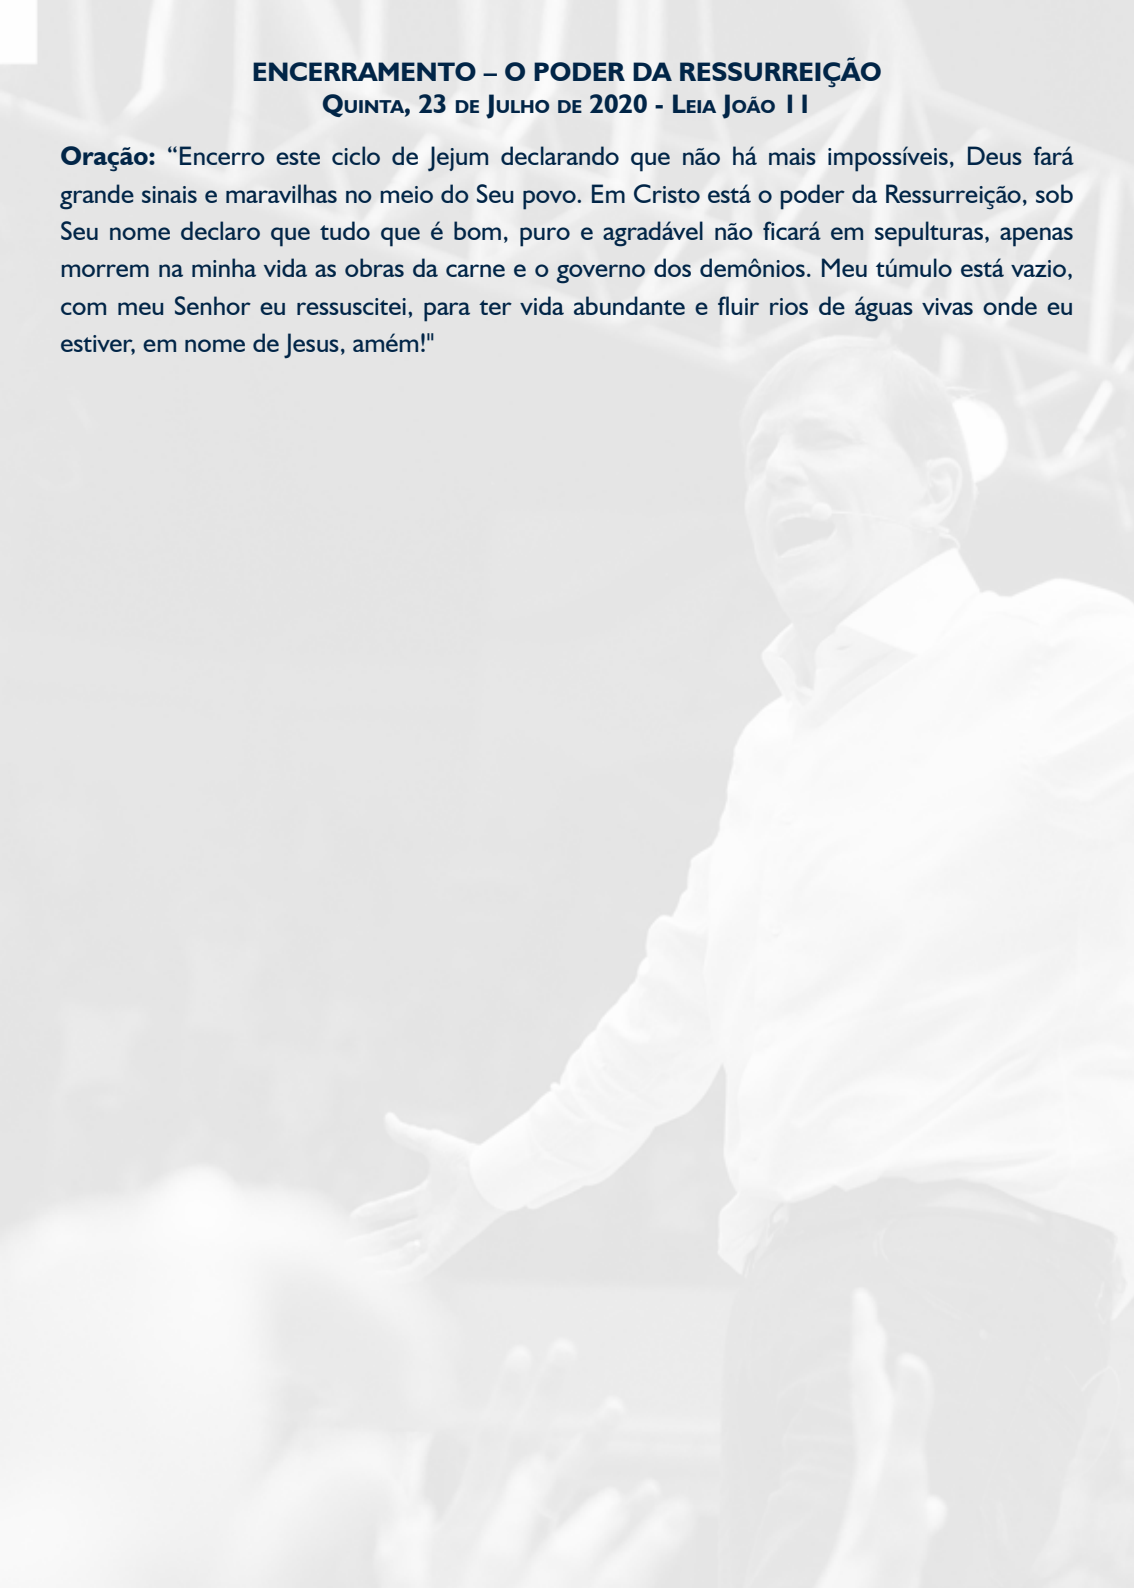 ENCERRAMENTO – O PODER DA RESSURREIÇÃO
Quinta, 23 de Julho de 2020 - Leia João 11
Oração: “Encerro este ciclo de Jejum declarando que não há mais impossíveis, Deus fará
grande sinais e maravilhas no meio do Seu povo. Em Cristo está o poder da Ressurreição, sob
Seu nome declaro que tudo que é bom, puro e agradável não ficará em sepulturas, apenas
morrem na minha vida as obras da carne e o governo dos demônios. Meu túmulo está vazio,
com meu Senhor eu ressuscitei, para ter vida abundante e fluir rios de águas vivas onde eu
estiver, em nome de Jesus, amém!"